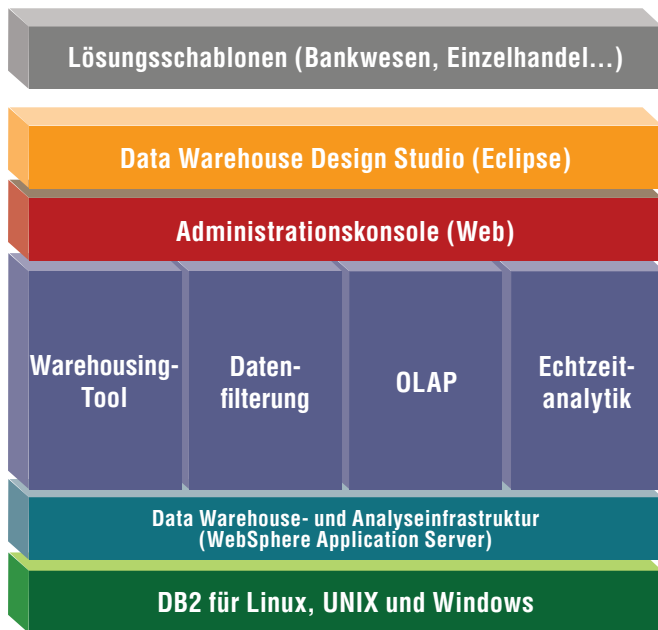 Lösungsschablonen (Bankwesen, Einzelhandel...)
Data Warehouse Design Studio (Eclipse)
Administrationskonsole (Web)
Warehousing-
Tool
Daten-
filterung
OLAP
Echtzeit-
analytik
Data Warehouse- und Analyseinfrastruktur
(WebSphere Application Server)
DB2 für Linux, UNIX und Windows